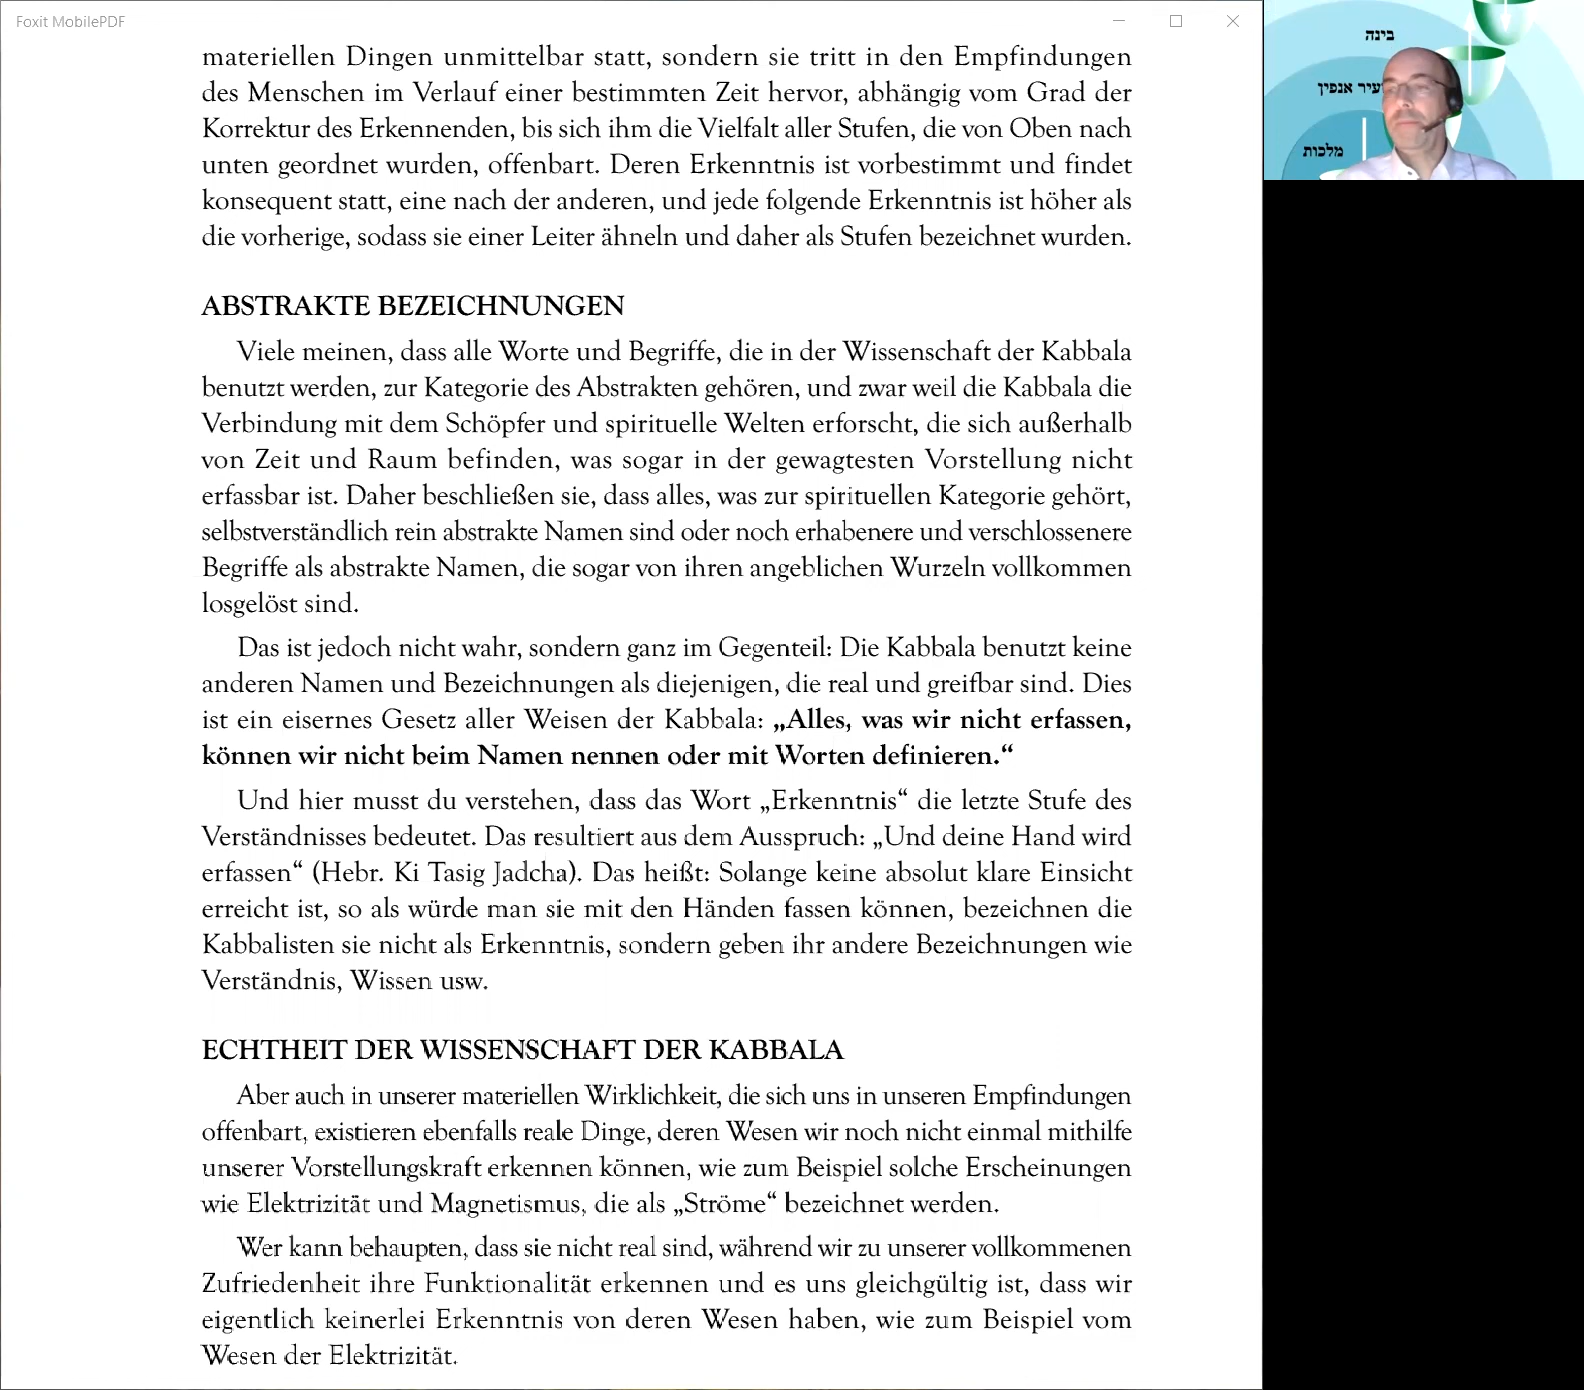 Foxit MobilePDF
materiellen Dingen unmittelbar statt, sondern sie tritt in den Empfindungen
des Menschen im Verlauf einer bestimmten Zeit hervor, abhängig vom Grad der
Korrektur des Erkennenden, bis sich ihm die Vielfalt aller Stufen, die von Oben nach
unten geordnet wurden, offenbart. Deren Erkenntnis ist vorbestimmt und findet
konsequent statt, eine nach der anderen, und jede folgende Erkenntnis ist höher als
die vorherige, sodass sie einer Leiter ähneln und daher als Stufen bezeichnet wurden.
ABSTRAKTE BEZEICHNUNGEN
Viele meinen, dass alle Worte und Begriffe, die in der Wissenschaft der Kabbala
benutzt werden, zur Kategorie des Abstrakten gehören, und zwar weil die Kabbala die
Verbindung mit dem Schöpfer und spirituelle Welten erforscht, die sich außerhalb
von Zeit und Raum befinden, was sogar in der gewagtesten Vorstellung nicht
erfassbar ist. Daher beschließen sie, dass alles, was zur spirituellen Kategorie gehört,
selbstverständlich rein abstrakte Namen sind oder noch erhabenere und verschlossenere
Begriffe als abstrakte Namen, die sogar von ihren angeblichen Wurzeln vollkommen
losgelöst sind.
Das ist jedoch nicht wahr, sondern ganz im Gegenteil: Die Kabbala benutzt keine
anderen Namen und Bezeichnungen als diejenigen, die real und greifbar sind. Dies
ist ein eisernes Gesetz aller Weisen der Kabbala: „Alles, was wir nicht erfassen,
können wir nicht beim Namen nennen oder mit Worten definieren.“
Und hier musst du verstehen, dass das Wort „Erkenntnis“ die letzte Stufe des
Verständnisses bedeutet. Das resultiert aus dem Ausspruch: „Und deine Hand wird
erfassen“ (Hebr. Ki Tasig Jadcha). Das heißt: Solange keine absolut klare Einsicht
erreicht ist, so als würde man sie mit den Händen fassen können, bezeichnen die
Kabbalisten sie nicht als Erkenntnis, sondern geben ihr andere Bezeichnungen wie
Verständnis, Wissen usw.
ECHTHEIT DER WISSENSCHAFT DER KABBALA
Aber auch in unserer materiellen Wirklichkeit, die sich uns in unseren Empfindungen
offenbart, existieren ebenfalls reale Dinge, deren Wesen wir noch nicht einmal mithilfe
unserer Vorstellungskraft erkennen können, wie zum Beispiel solche Erscheinungen
wie Elektrizität und Magnetismus, die als „Ströme“ bezeichnet werden.
Wer kann behaupten, dass sie nicht real sind, während wir zu unserer vollkommenen
Zufriedenheit ihre Funktionalität erkennen und es uns gleichgültig ist, dass wir
eigentlich keinerlei Erkenntnis von deren Wesen haben, wie zum Beispiel vom
Wesen der Elektrizität.
בינה
אנפין
מלכות